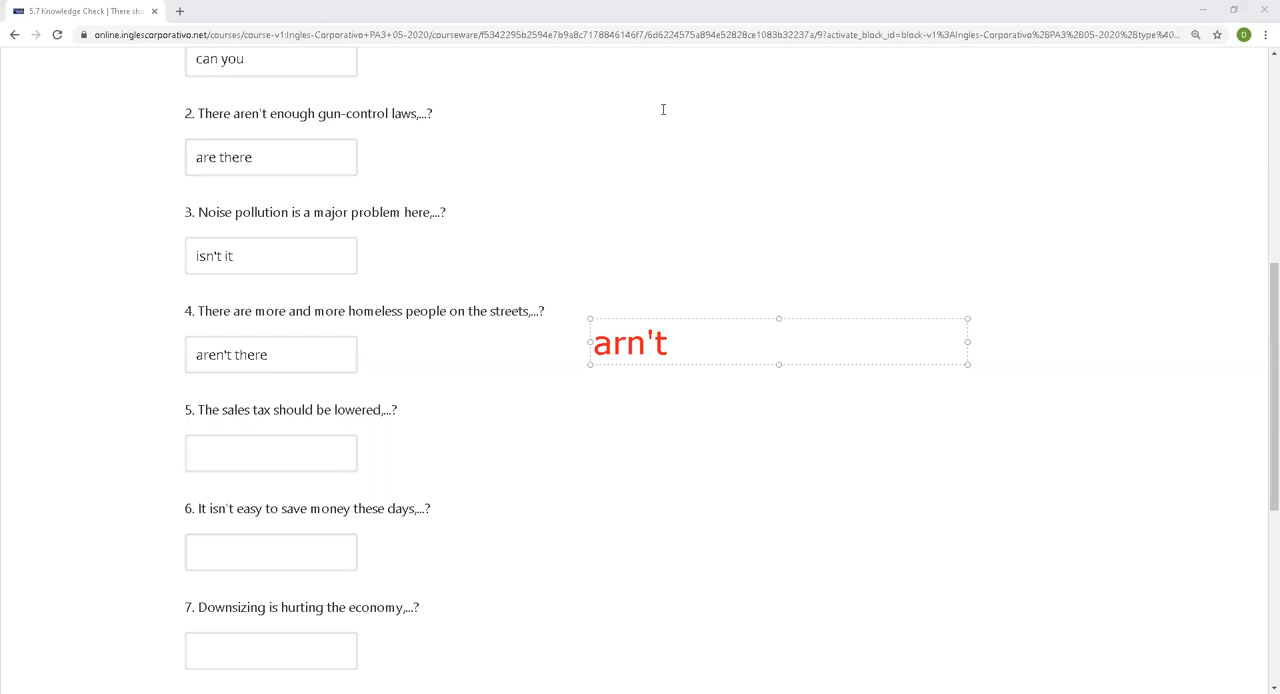 5.7 Knowledge Check | There sho
online.inglescorporativo.net/courses/course-v1:Ingles-Corporativo+PA3+05-2020/courseware/f5342295b2594e7b9a8c7178846146f7/6d6224575a894e52828ce1083b32237a/9?activate_block_id=block-v1%3AIngles-Corporativo%2BPA3%2B05-2020%2Btype%40...
D
can you
2. There aren't enough gun-control laws,...?
are there
3. Noise pollution is a major problem here,...?
isn't it
4. There are more and more homeless people on the streets,...?
arn't
aren't there
5. The sales tax should be lowered,...?
6. It isn't easy to save money these days,...?
7. Downsizing is hurting the economy,...?